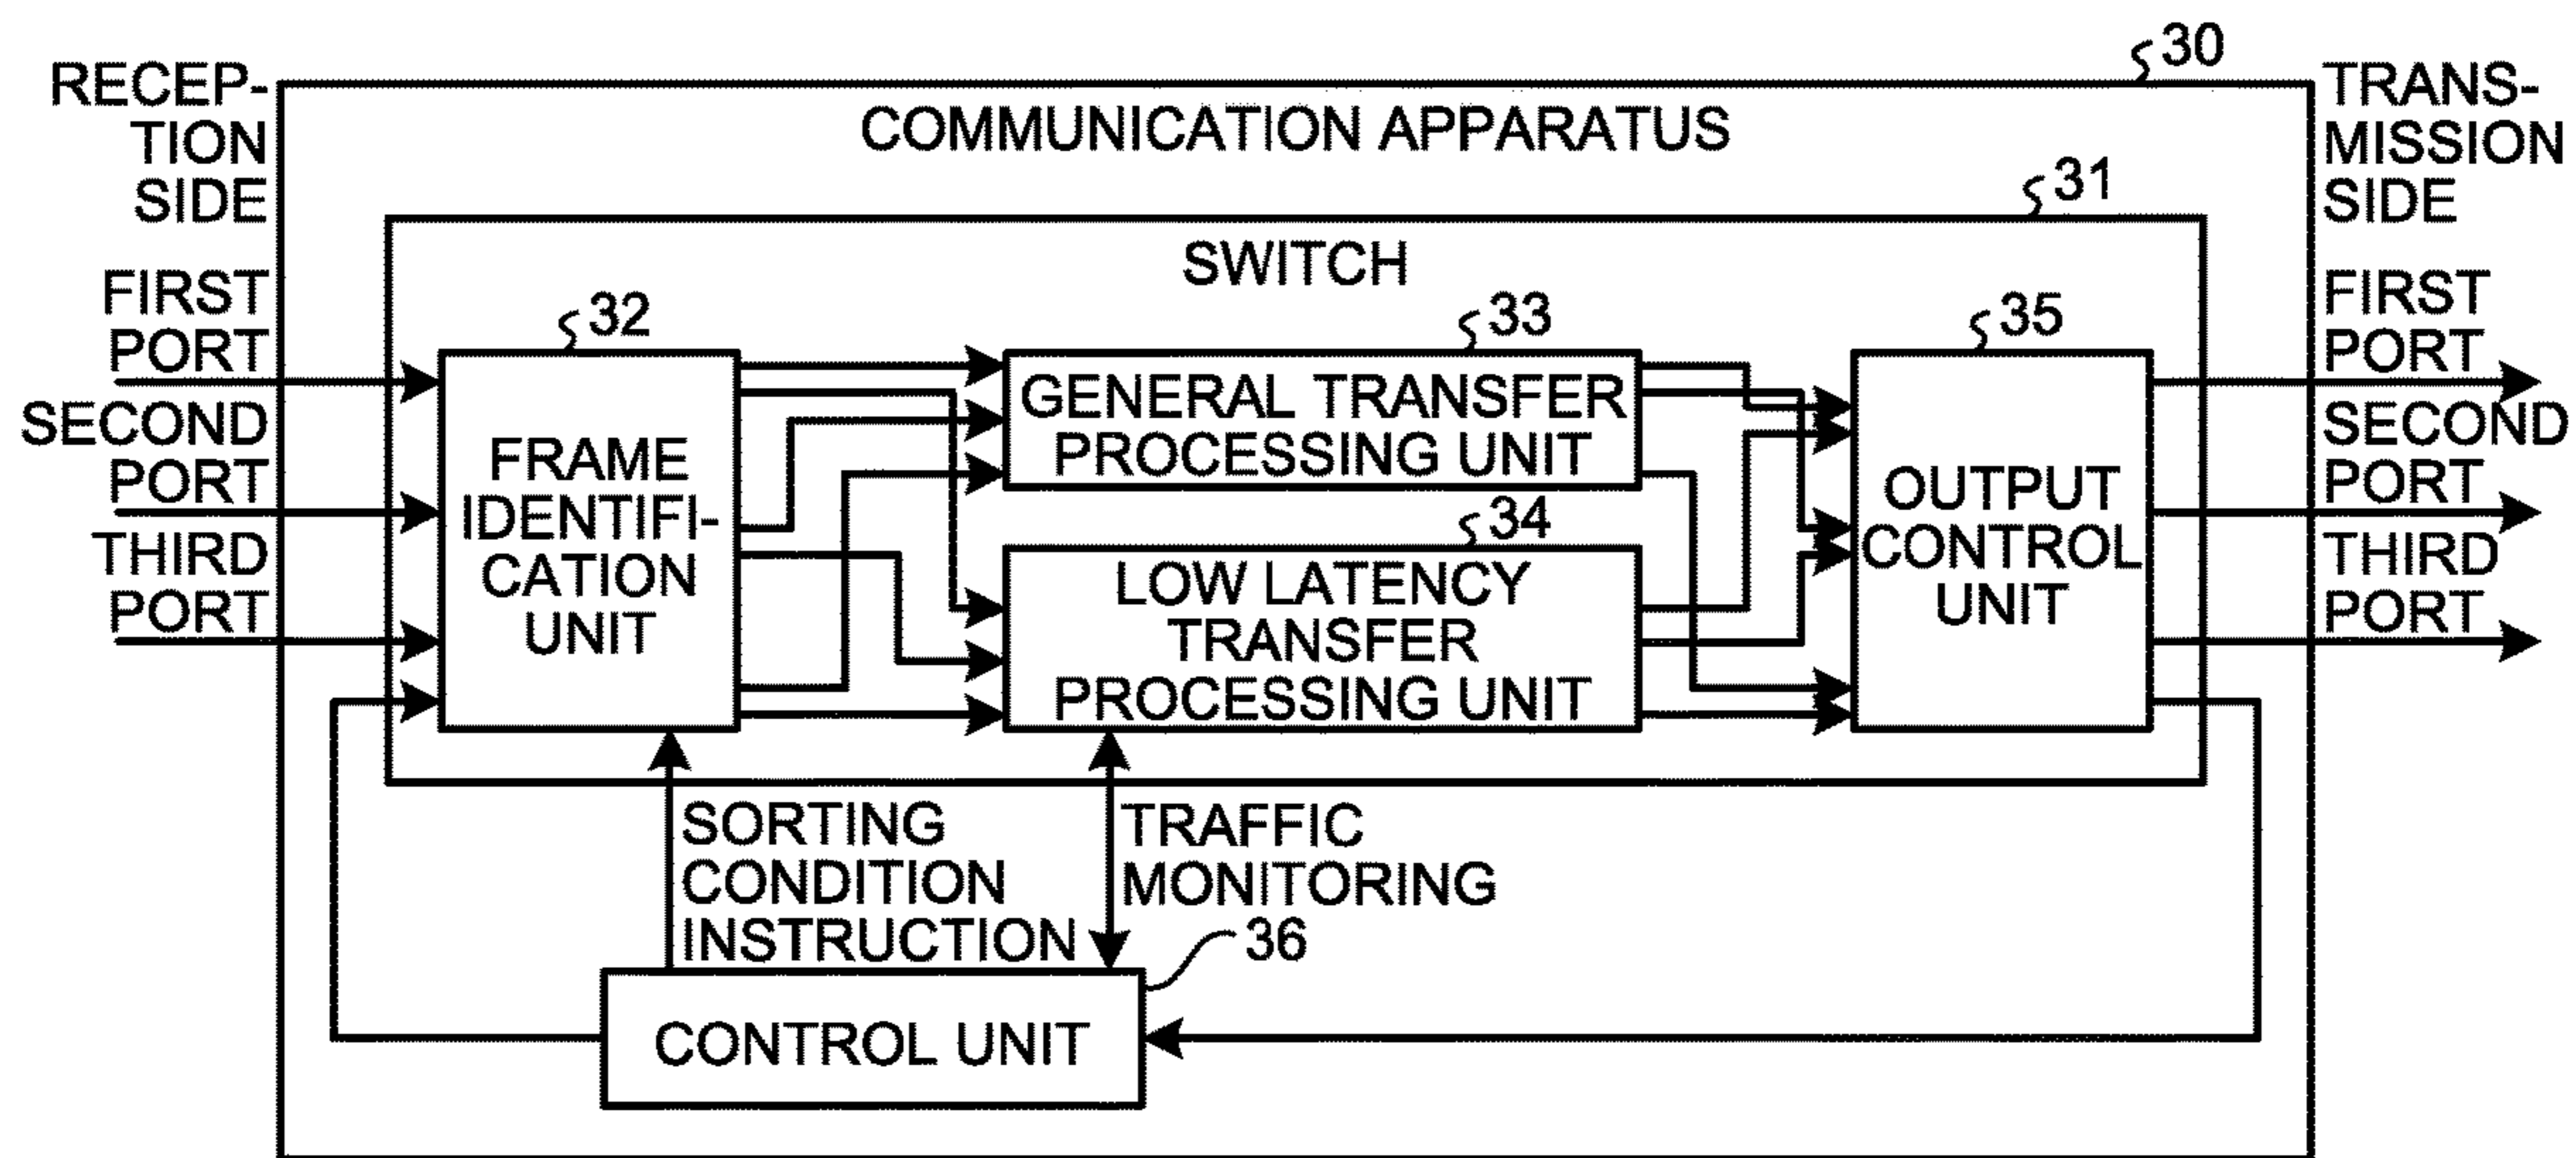 30
RECEP-
TION
SIDE
TRANS-
MISSION
SIDE
COMMUNICATION APPARATUS
31
SWITCH
FIRST
PORT
SECOND
PORT
THIRD
PORT
32
FRAME
IDENTIFI-
CATION
UNIT
33
GENERAL TRANSFER
PROCESSING UNIT
34
LOW LATENCY
TRANSFER
PROCESSING UNIT
35
OUTPUT
CONTROL
UNIT
FIRST
PORT
SECOND
PORT
THIRD
PORT
SORTING
CONDITION
INSTRUCTION
TRAFFIC
MONITORING
36
CONTROL UNIT